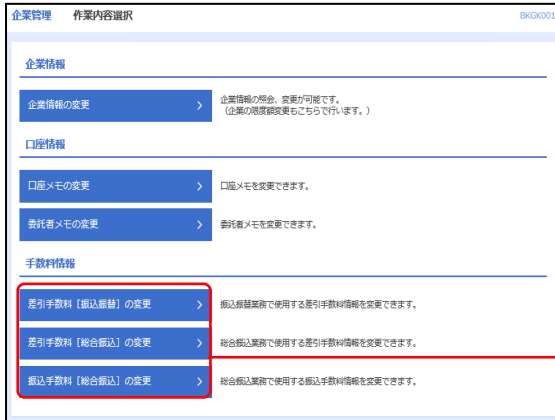 企業管理 作業内容選択 BKGK001
企業情報
企業情報の変更 > 企業情報の照会、変更が可能です。
（企業の限度額変更もこちらで行います。）
口座情報
口座メモの変更 > 口座メモを変更できます。
委託者メモの変更 > 委託者メモを変更できます。
手数料情報
差引手数料［振込振替］の変更 > 振込振替業務で使用する差引手数料情報を変更できます。
差引手数料［総合振込］の変更 > 総合振込業務で使用する差引手数料情報を変更できます。
振込手数料［総合振込］の変更 > 総合振込業務で使用する振込手数料情報を変更できます。